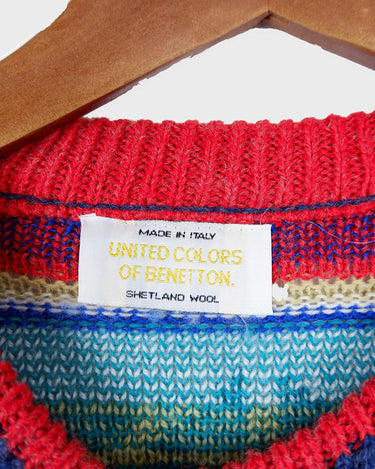 MADE IN ITALY
UNITED COLORS
OF BENETTON.
SHETLAND WOOL